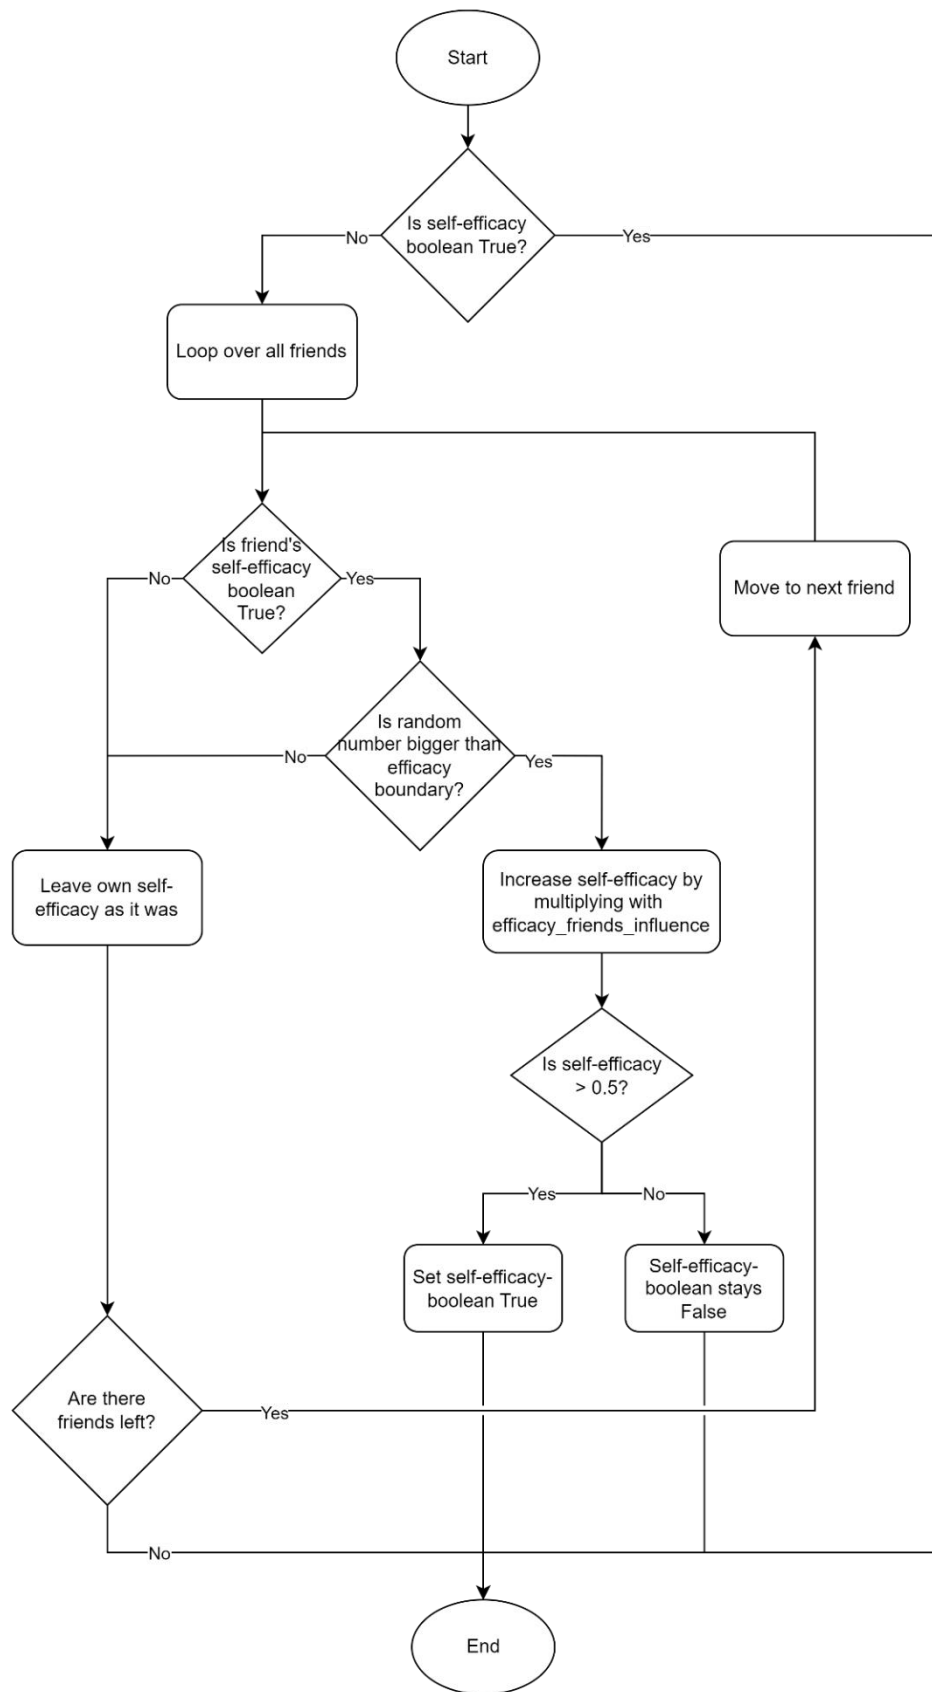 Start
Is self-efficacy
boolean True?
No
Yes
Loop over all friends
Is friend's
self-efficacy
boolean
True?
No
Yes
Move to next friend
Is random
number bigger than
efficacy
boundary?
No
Yes
Leave own self-
efficacy as it was
Increase self-efficacy by
multiplying with
efficacy_friends_influence
Is self-efficacy
> 0.5?
Yes
No
Set self-efficacy-
boolean True
Self-efficacy-
boolean stays
False
Are there
friends left?
Yes
No
End